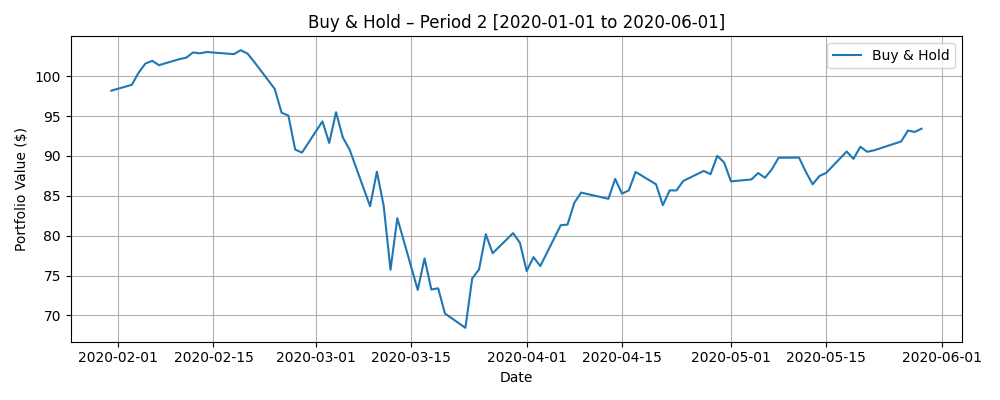 Buy & Hold – Period 2 [2020-01-01 to 2020-06-01]
Buy & Hold
Portfolio Value ($)
100
95
90
85
80
75
70
2020-02-01 2020-02-15 2020-03-01 2020-03-15 2020-04-01 2020-04-15 2020-05-01 2020-05-15 2020-06-01
Date